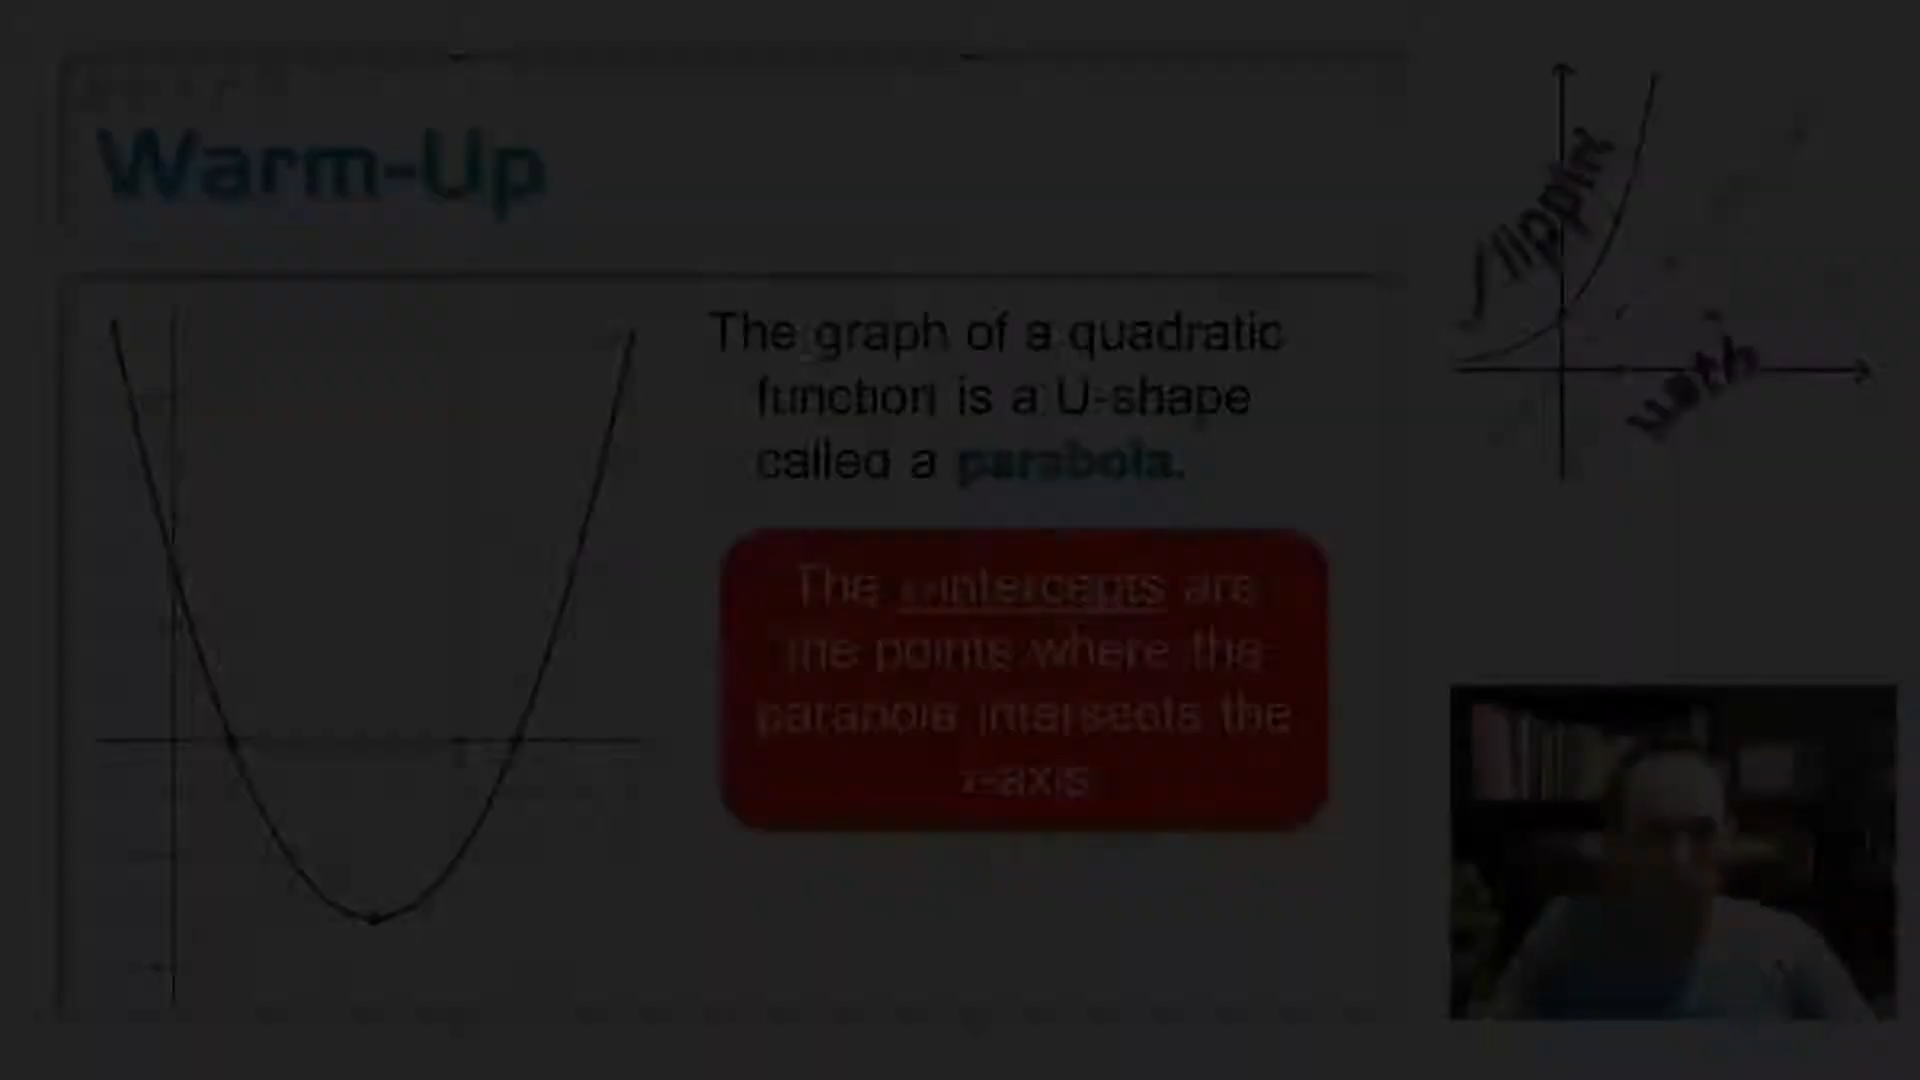 Warm-Up
The graph of a quadratic
function is a U-shape
called a parabola.
The x-intercepts are
the points where the
parabola intersects the
x-axis
flippin'
math